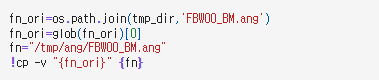 fn_ori=os.path.join(tmp_dir,'FBWOO_BM.ang')
fn_ori=glob(fn_ori)[0]
fn="/tmp/ang/FBWOO_BM.ang"
!cp -v "{fn_ori}" {fn}